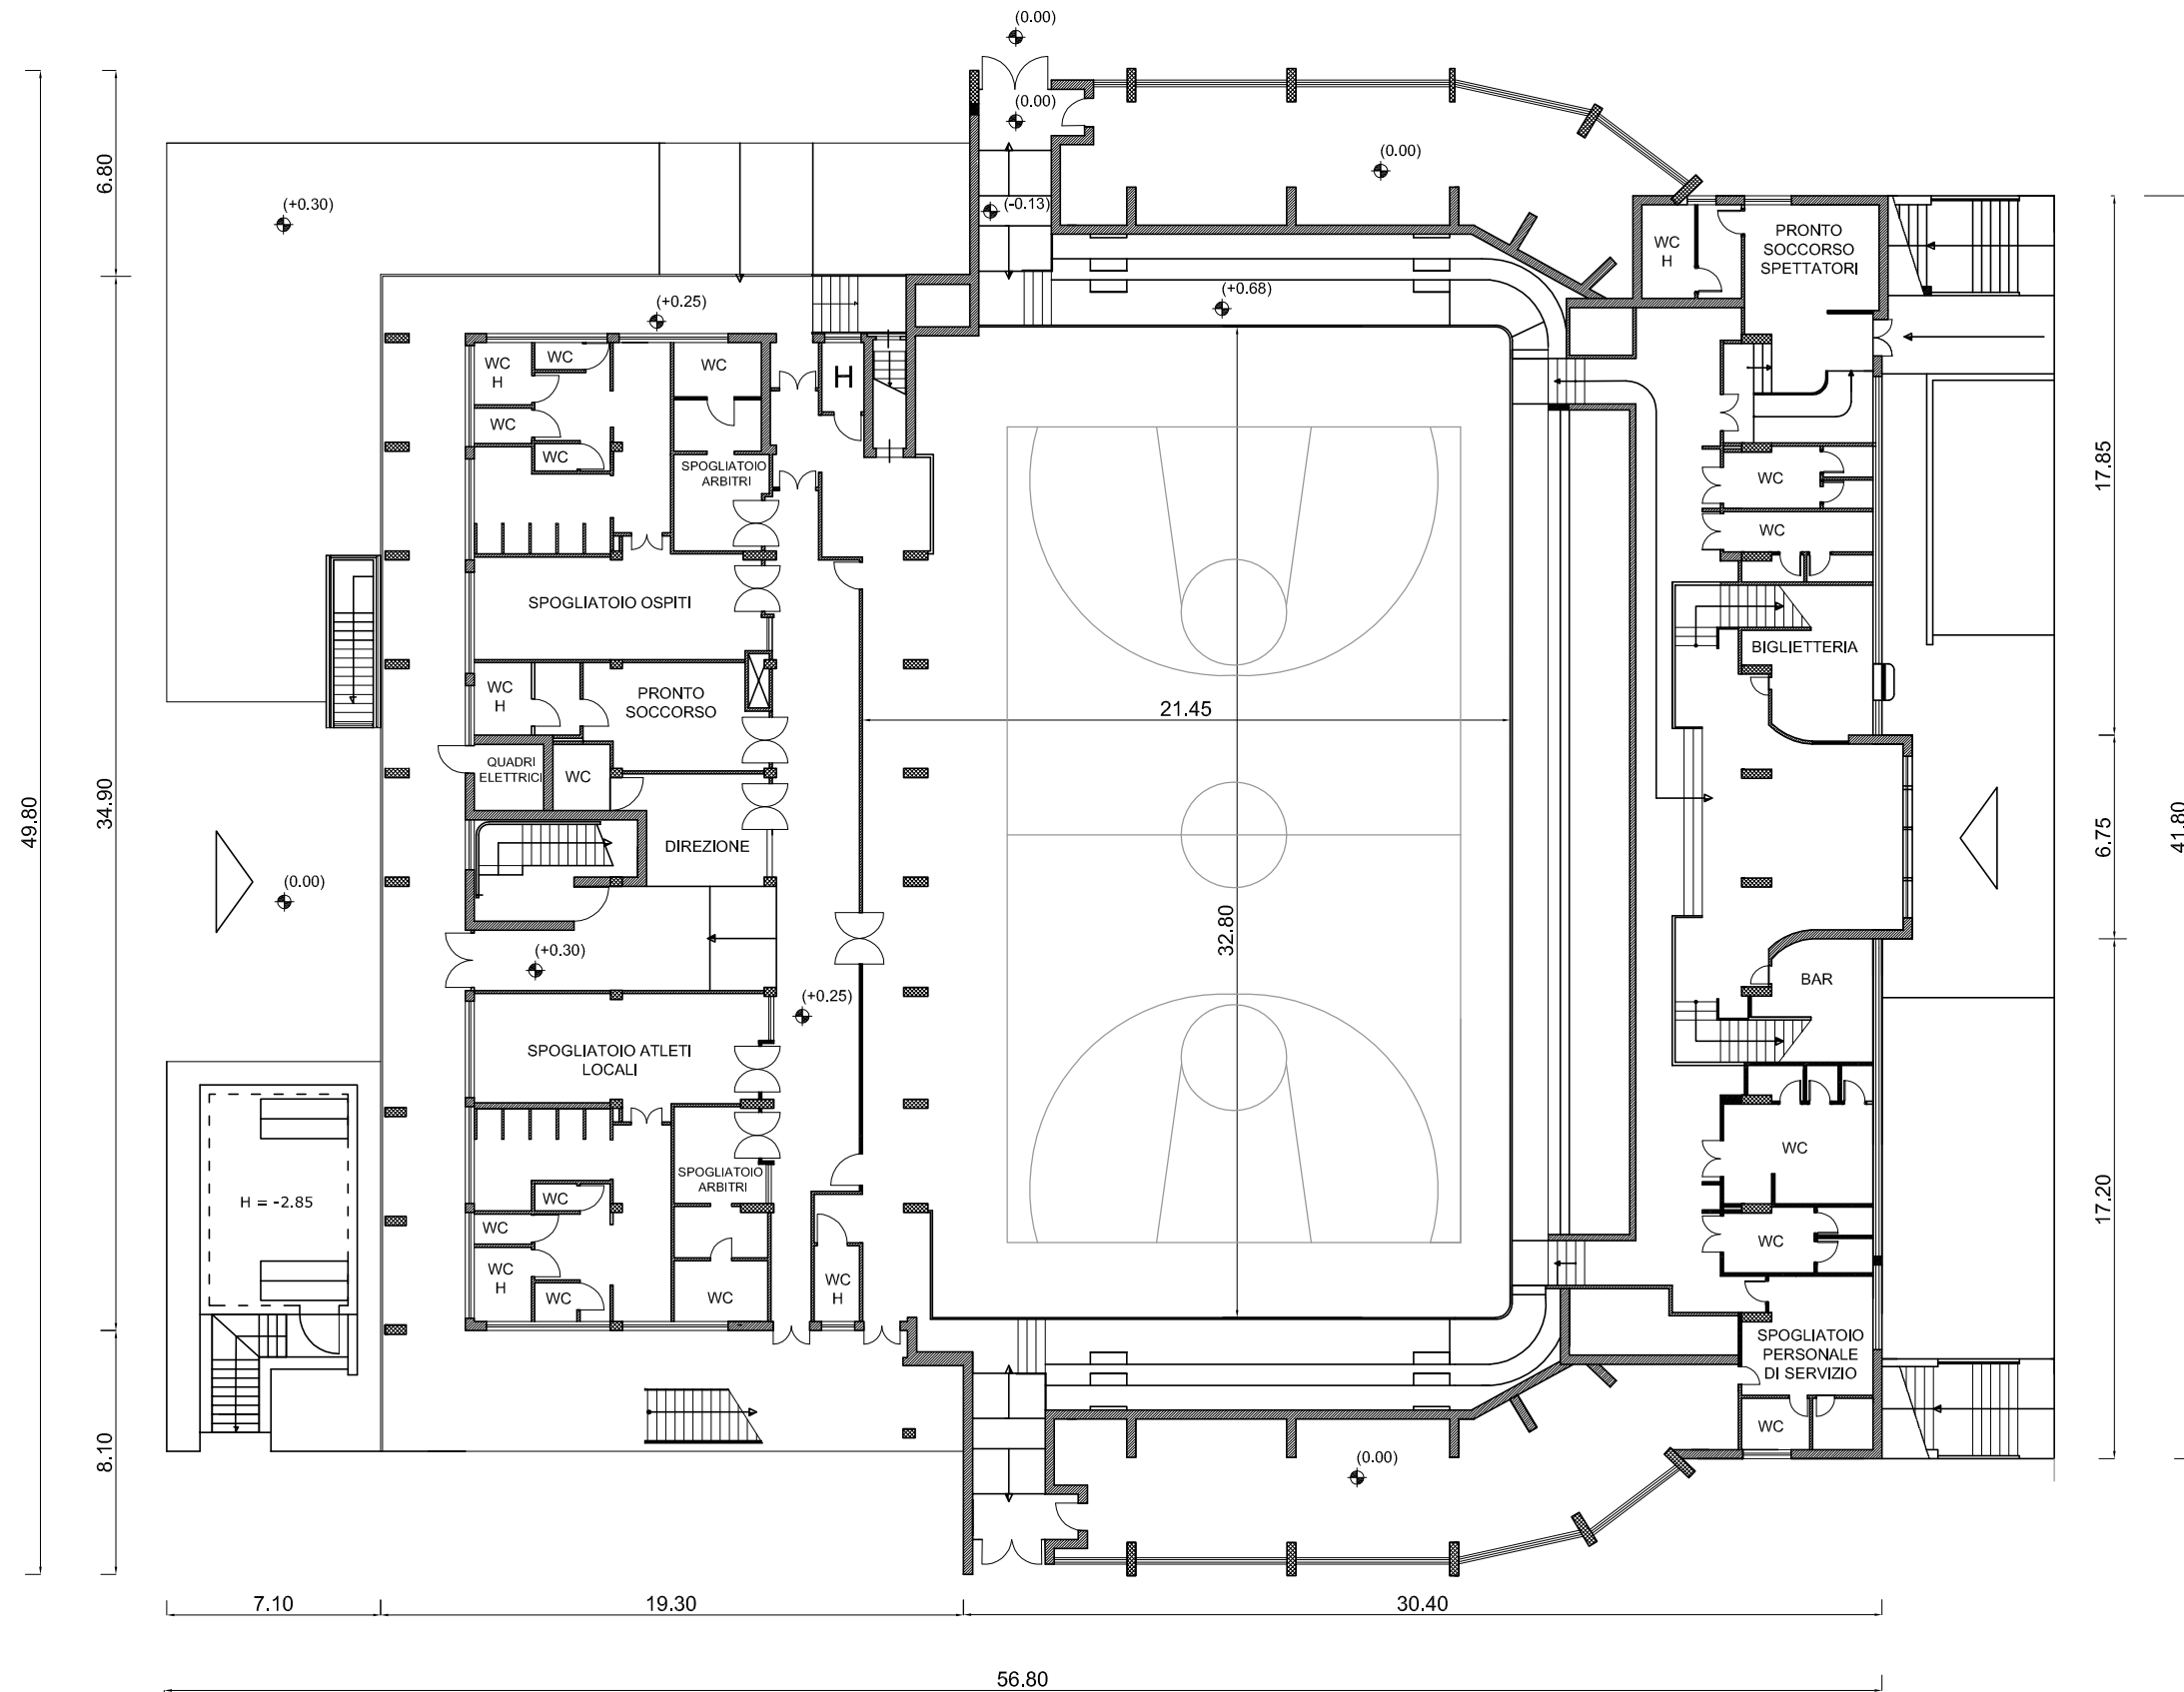 (0.00)
(0.00)
(0.00)
6.80
(+0.30)
(-0.13)
WC
H
PRONTO
SOCCORSO
SPETTATORI
(+0.25)
(+0.68)
WC
H
WC
WC
H
WC
WC
SPOGLIATOIO
ARBITRI
WC
17.85
WC
SPOGLIATOIO OSPITI
BIGLIETTERIA
WC
H
PRONTO
SOCCORSO
21.45
QUADRI
ELETTRICI
WC
49.80
34.90
DIREZIONE
6.75
41.80
(0.00)
32.80
(+0.30)
BAR
(+0.25)
SPOGLIATOIO ATLETI
LOCALI
WC
SPOGLIATOIO
ARBITRI
H = -2.85
WC
WC
17.20
WC
WC
H
WC
WC
WC
H
SPOGLIATOIO
PERSONALE
DI SERVIZIO
WC
8.10
(0.00)
7.10
19.30
30.40
56.80